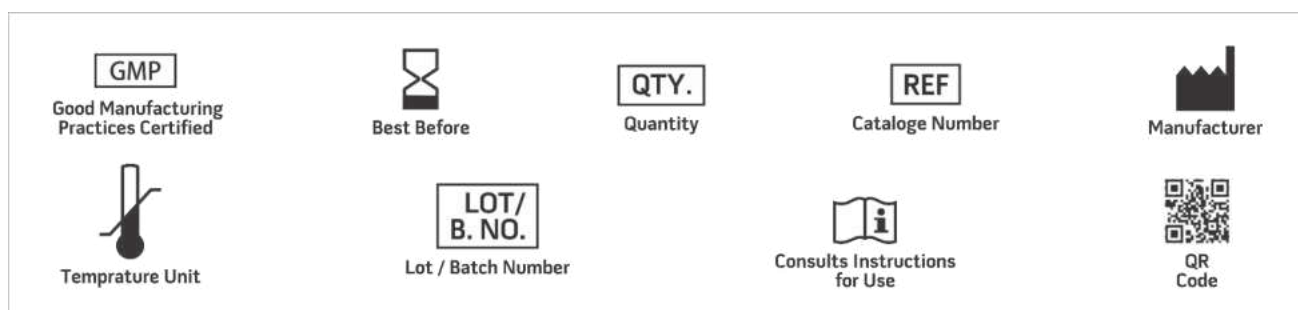 GMP
Good Manufacturing
Practices Certified
Best Before
QTY.
Quantity
REF
Cataloge Number
Manufacturer
Temprature Unit
LOT/
B. NO.
Lot / Batch Number
i
Consults Instructions
for Use
QR
Code